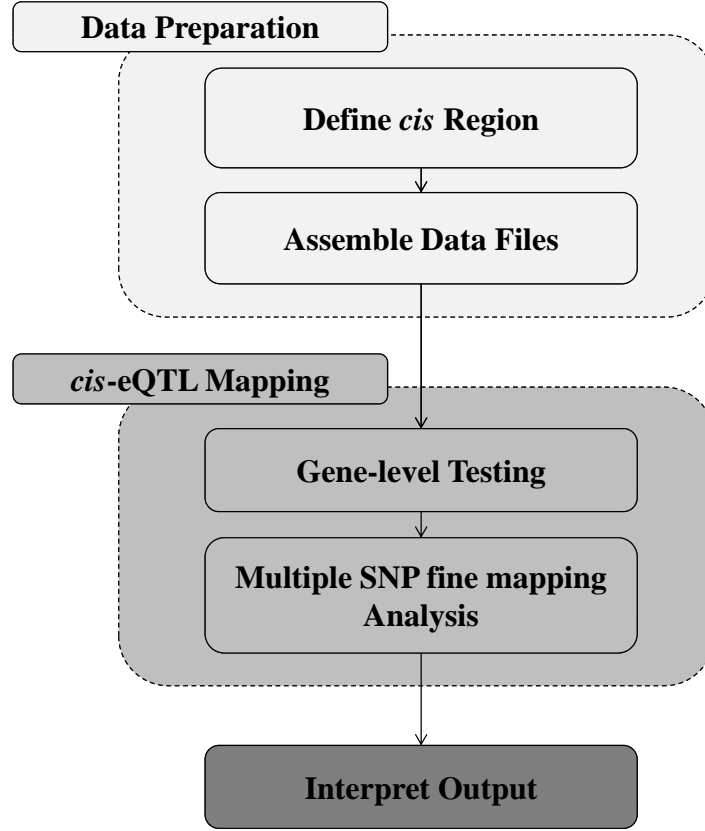 Data Preparation
Define cis Region
Assemble Data Files
cis-eQTL Mapping
Gene-level Testing
Multiple SNP fine mapping
Analysis
Interpret Output